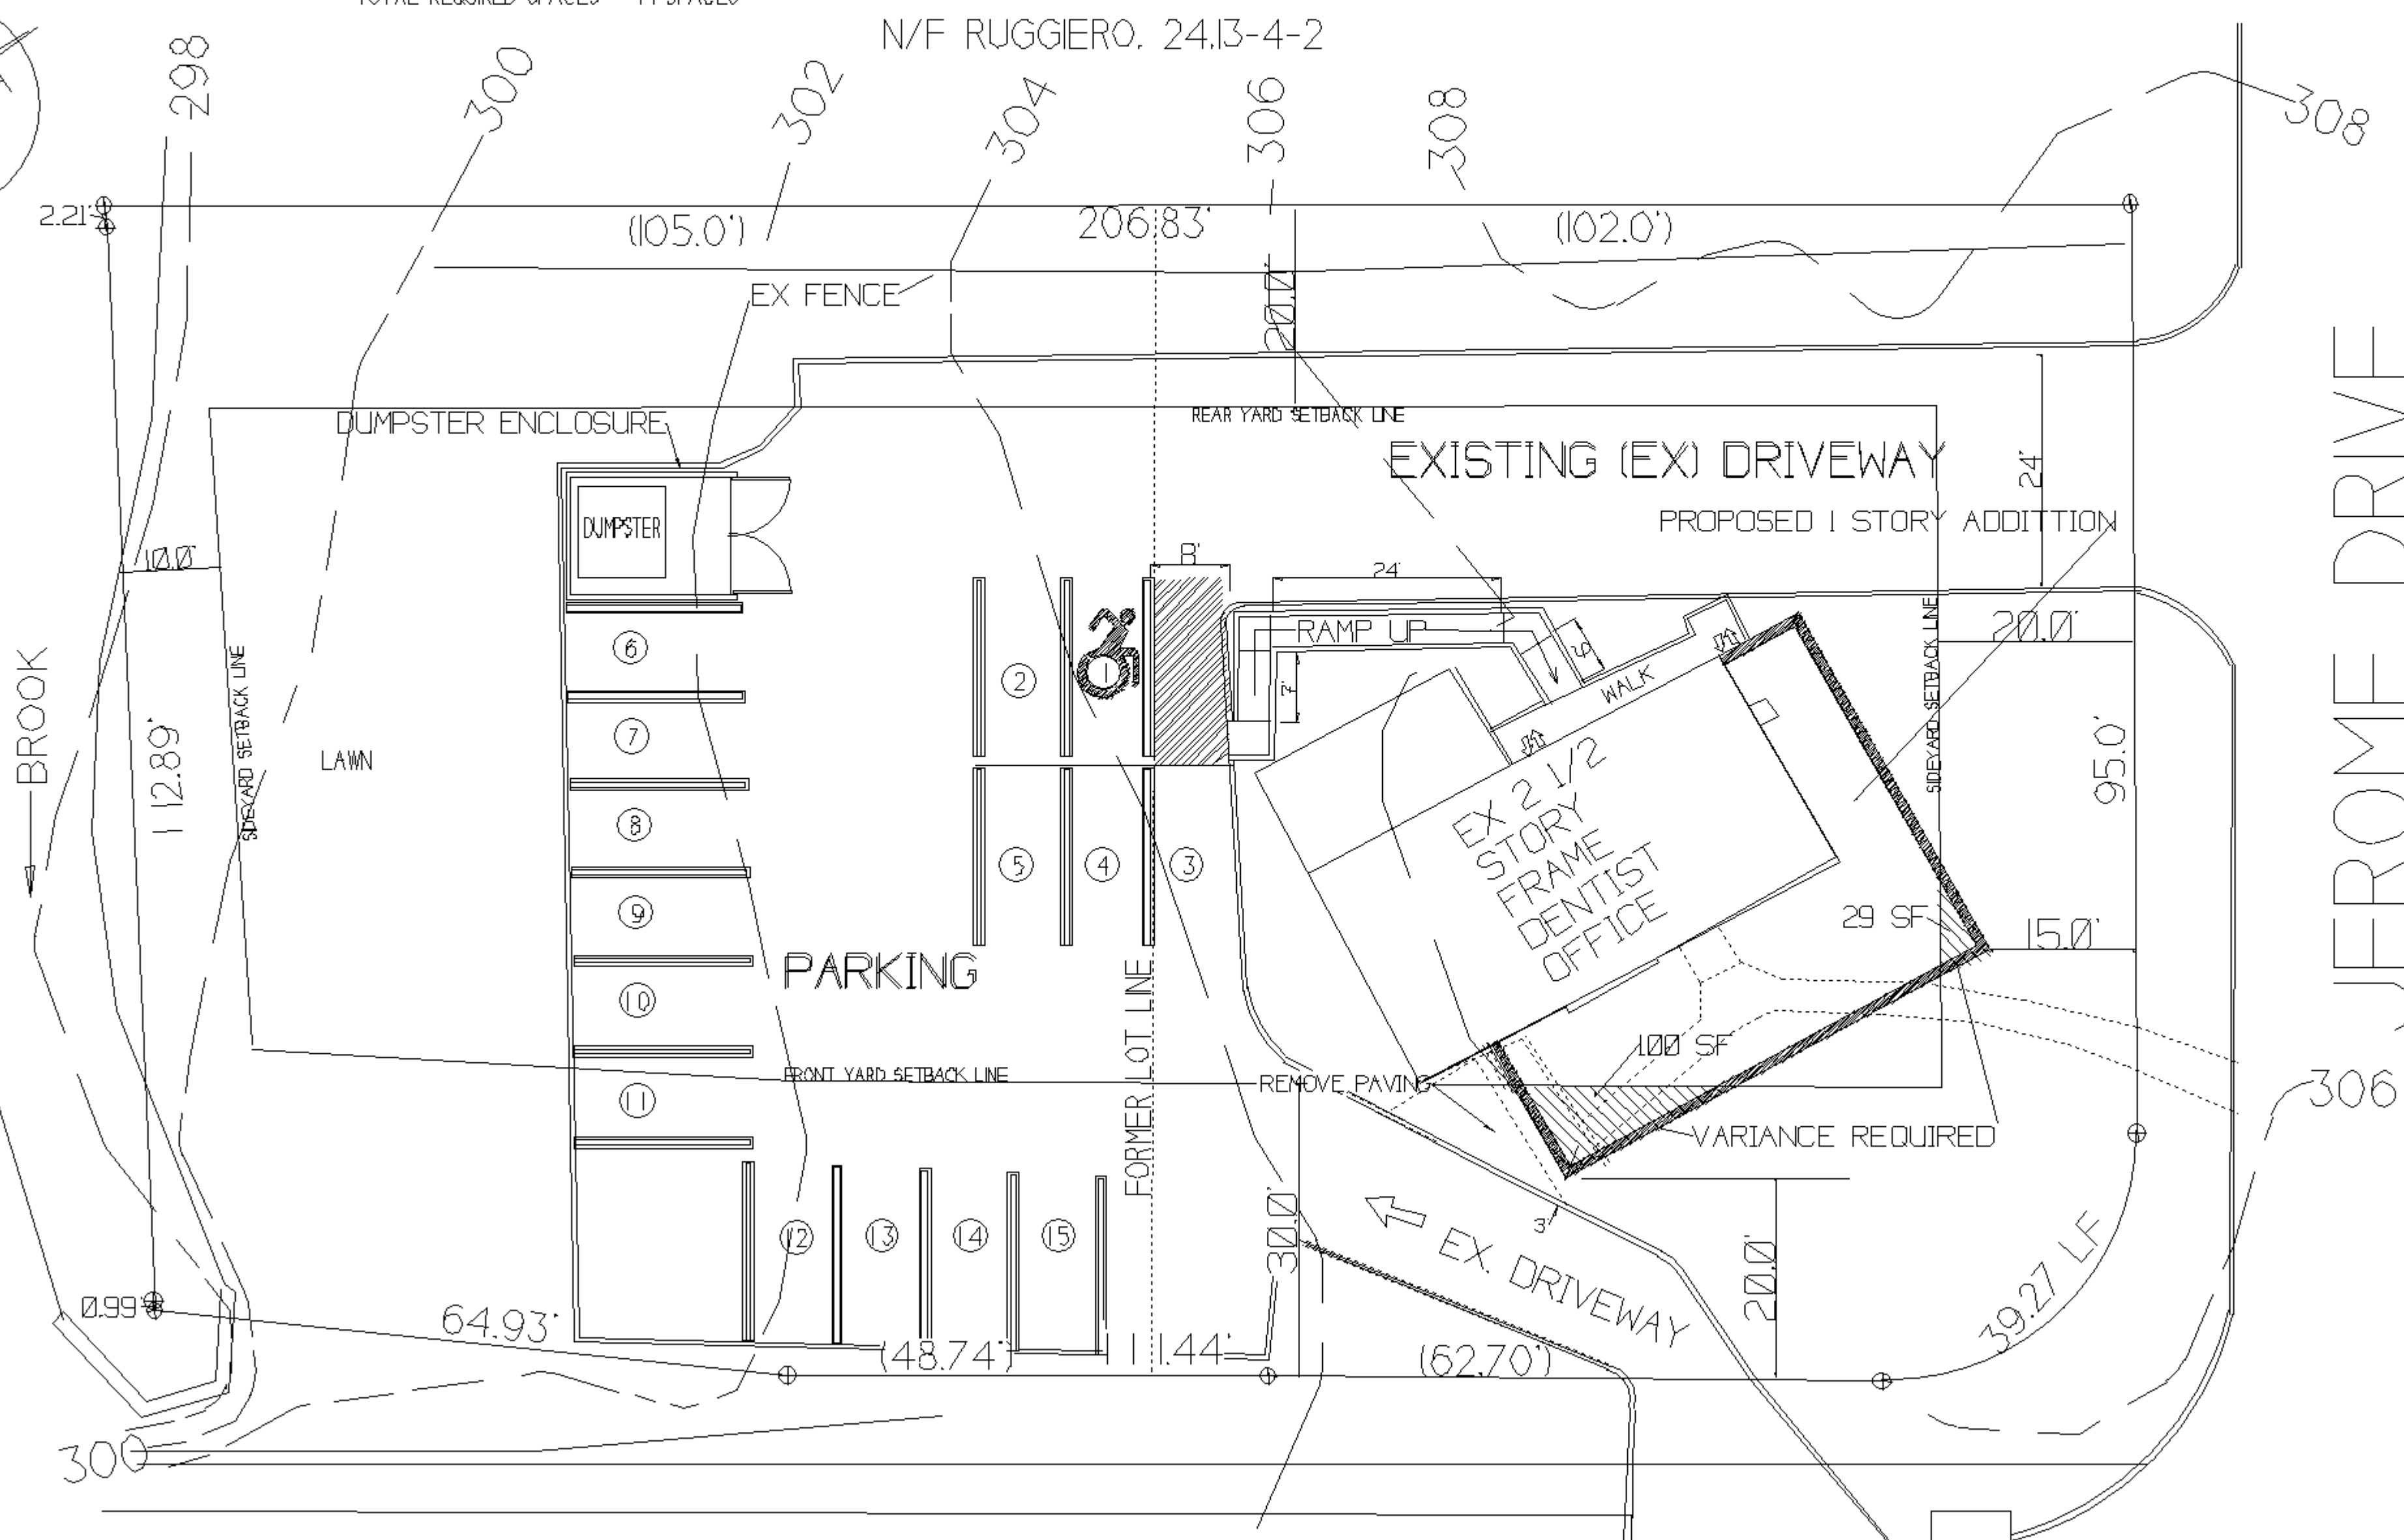 N/F RUGGIERO. 24.13-4-2
298
300
302
304
306
308
308
2.21'
(105.0')
206.83'
(102.0')
EX FENCE
20.0'
DUMPSTER ENCLOSURE
REAR YARD SETBACK LINE
EXISTING (EX) DRIVEWAY
24'
PROPOSED 1 STORY ADDITTION
DUMPSTER
10.0'
8'
24'
RAMP UP
WALK
20.0'
SIDEYARD SETBACK LINE
JEROME DRIVE
BROOK
112.89'
SIDEYARD SETBACK LINE
LAWN
6
7
8
9
10
11
2
1
5
4
3
95.0'
EX 2 1/2
STORY
FRAME
DENTIST
OFFICE
29 SF
15.0'
PARKING
FORMER LOT LINE
100 SF
FRONT YARD SETBACK LINE
REMOVE PAVING
VARIANCE REQUIRED
306
12
13
14
15
30.0'
3'
EX. DRIVEWAY
20.0'
39.27 LF
0.99'
64.93'
(48.74')
111.44'
(62.70')